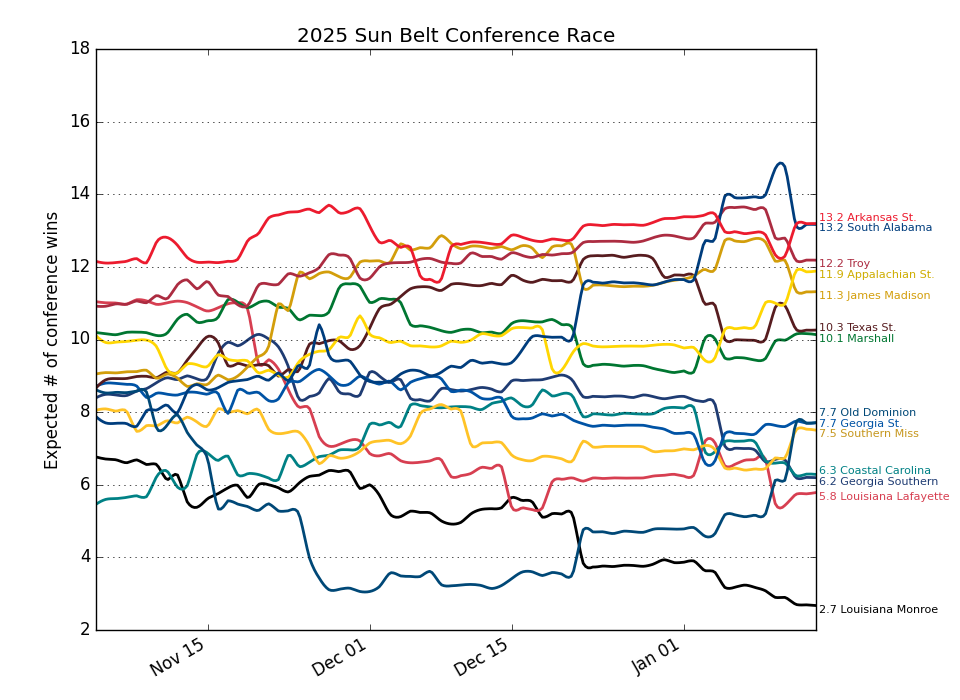 2025 Sun Belt Conference Race
Expected # of conference wins
18
16
14
12
10
8
6
4
2
Nov 15
Dec 01
Dec 15
Jan 01
13.2 Arkansas St.
13.2 South Alabama
12.2 Troy
11.9 Appalachian St.
11.3 James Madison
10.3 Texas St.
10.1 Marshall
7.7 Old Dominion
7.7 Georgia St.
7.5 Southern Miss
6.3 Coastal Carolina
6.2 Georgia Southern
5.8 Louisiana Lafayette
2.7 Louisiana Monroe